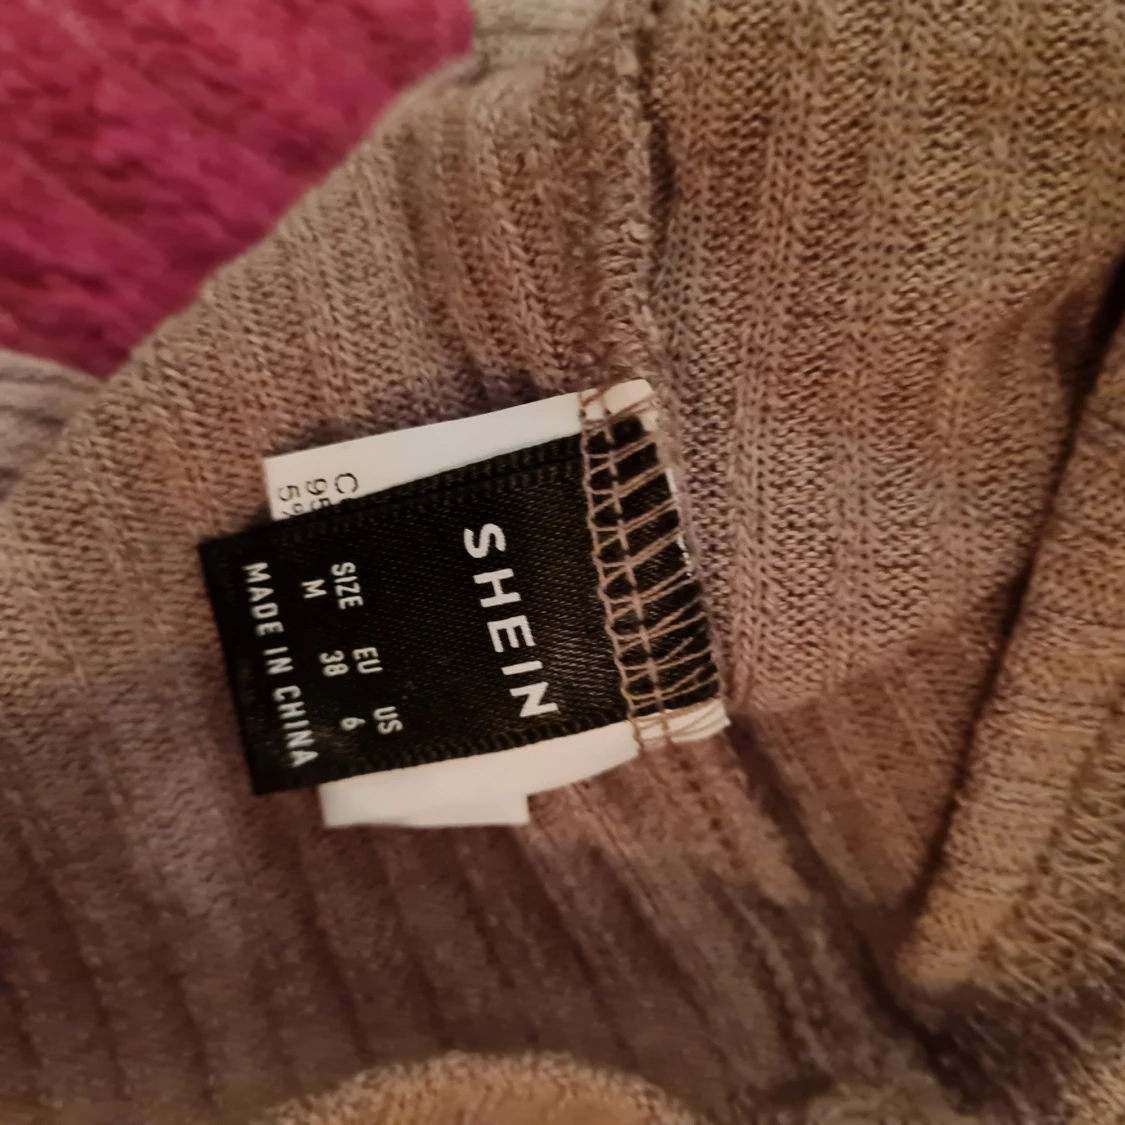 SHEIN
SIZE EU US
M 38 6
MADE IN CHINA